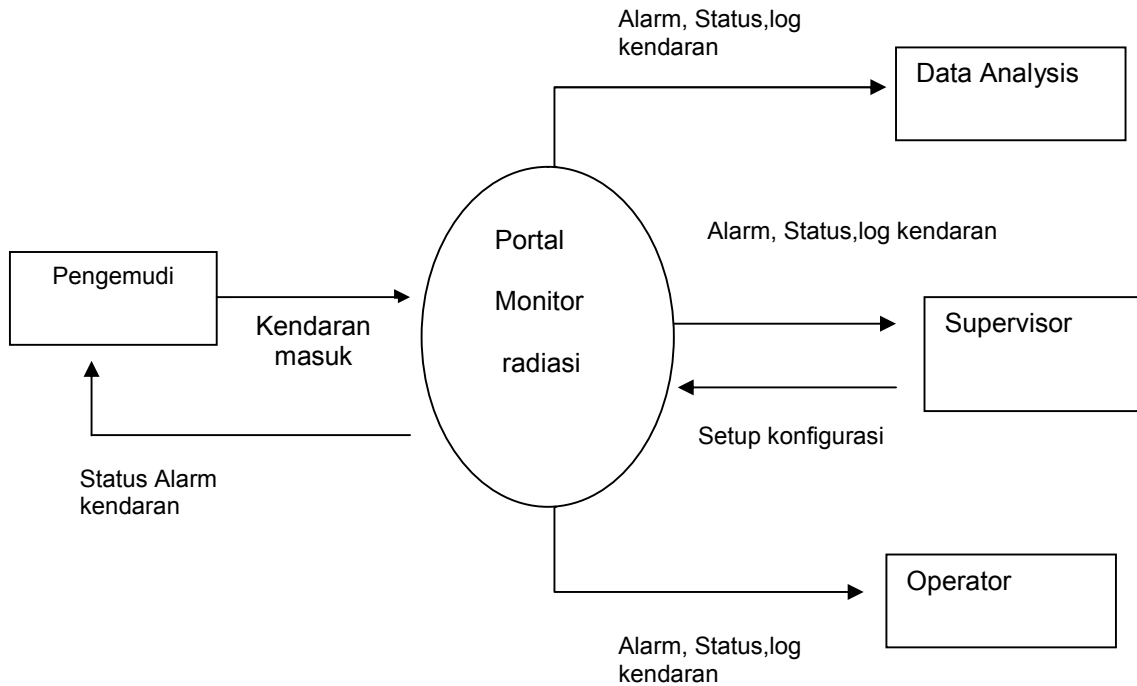 Alarm, Status,log
kendaran
Data Analysis
Portal
Monitor
radiasi
Alarm, Status,log kendaran
Pengemudi
Kendaran
masuk
Supervisor
Setup konfigurasi
Status Alarm
kendaran
Operator
Alarm, Status,log
kendaran